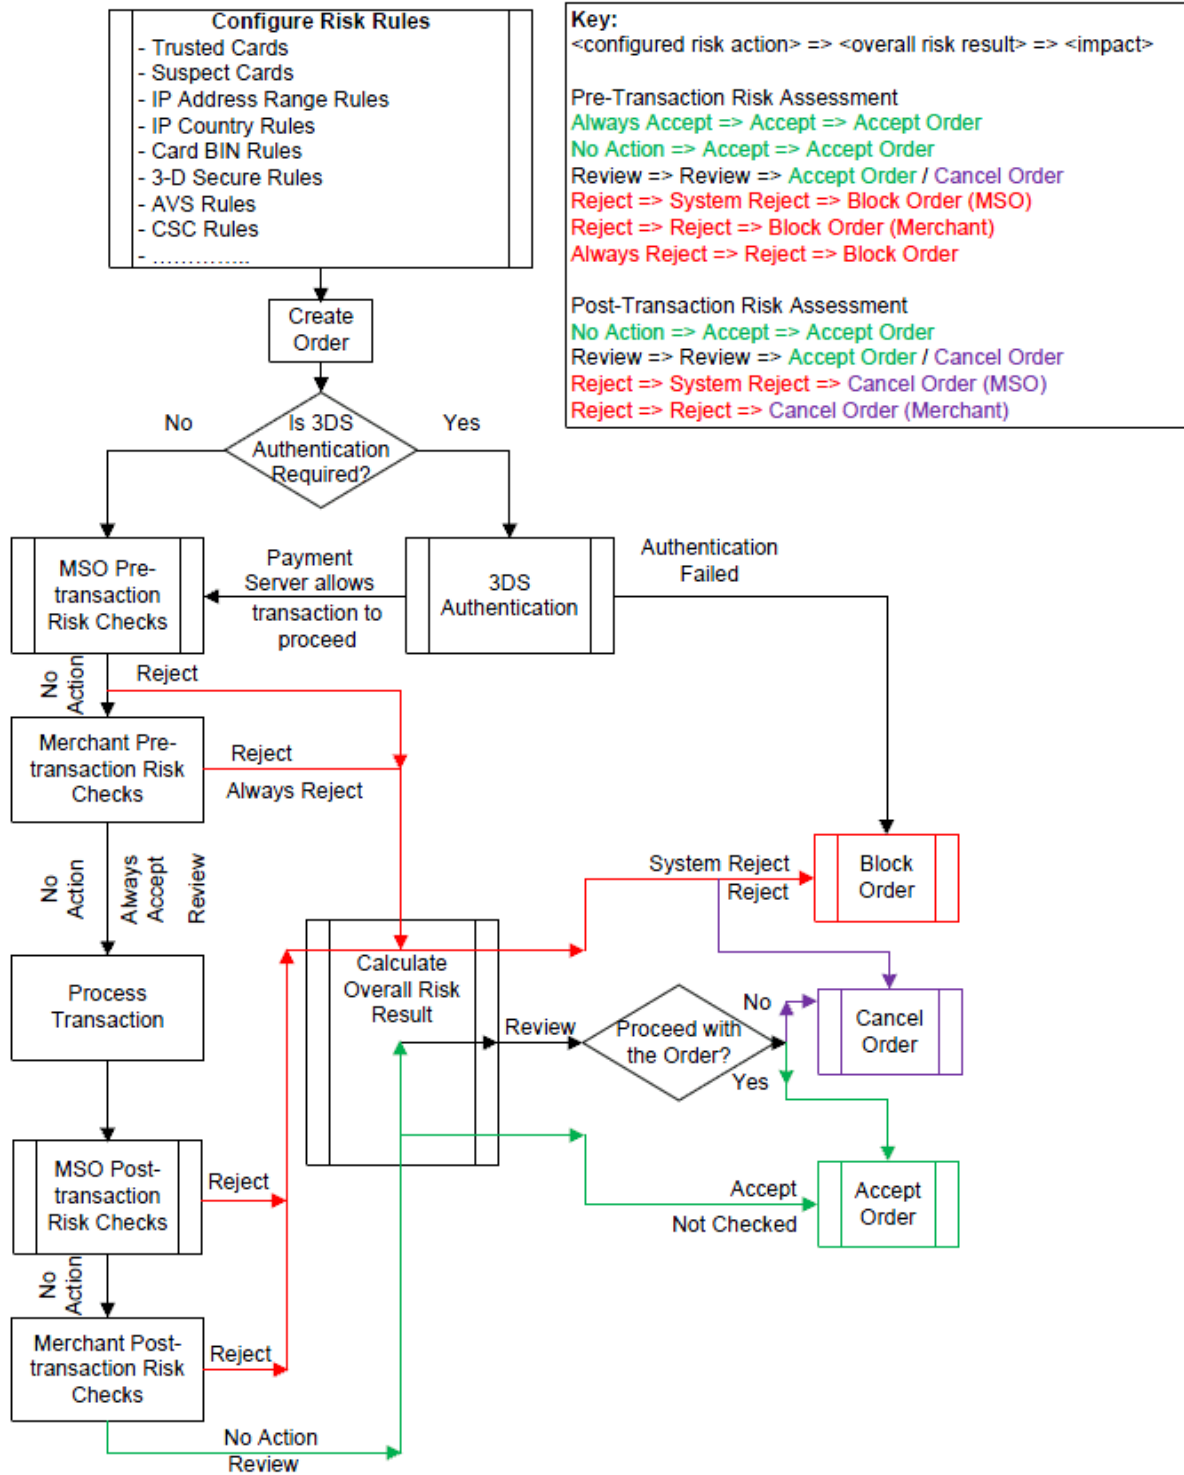 Configure Risk Rules
- Trusted Cards
- Suspect Cards
- IP Address Range Rules
- IP Country Rules
- Card BIN Rules
- 3-D Secure Rules
- AVS Rules
- CSC Rules
- …………..
Key:
<configured risk action> => <overall risk result> => <impact>
Pre-Transaction Risk Assessment
Always Accept => Accept => Accept Order
No Action => Accept => Accept Order
Review => Review => Accept Order / Cancel Order
Reject => System Reject => Block Order (MSO)
Reject => Reject => Block Order (Merchant)
Always Reject => Reject => Block Order
Post-Transaction Risk Assessment
No Action => Accept => Accept Order
Review => Review => Accept Order / Cancel Order
Reject => System Reject => Cancel Order (MSO)
Reject => Reject => Cancel Order (Merchant)
Create
Order
No
Is 3DS
Authentication
Required?
Yes
MSO Pre-
transaction
Risk Checks
Payment
Server allows
transaction to
proceed
3DS
Authentication
Authentication
Failed
No
Action
Reject
Merchant Pre-
transaction Risk
Checks
Reject
Always Reject
No
Action
Always
Accept
Review
System Reject
Reject
Block
Order
Process
Transaction
Calculate
Overall Risk
Result
Review
Proceed with
the Order?
No
Yes
Cancel
Order
MSO Post-
transaction
Risk Checks
Reject
Accept
Not Checked
Accept
Order
No
Action
Merchant Post-
transaction Risk
Checks
Reject
No Action
Review